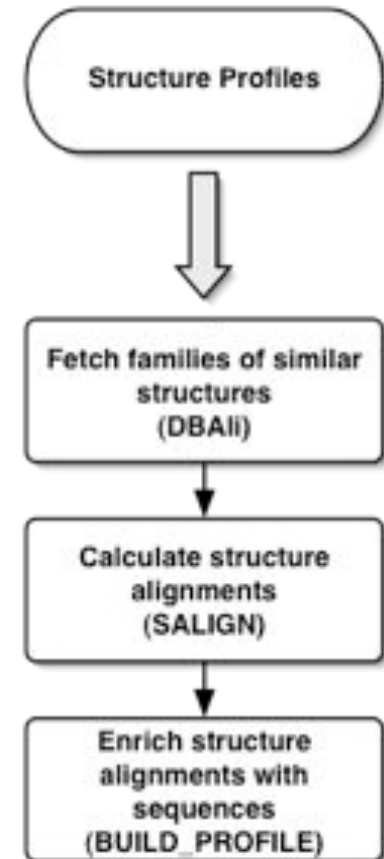 Structure Profiles
Fetch families of similar
structures
(DBAli)
Calculate structure
alignments
(SALIGN)
Enrich structure
alignments with
sequences
(BUILD_PROFILE)